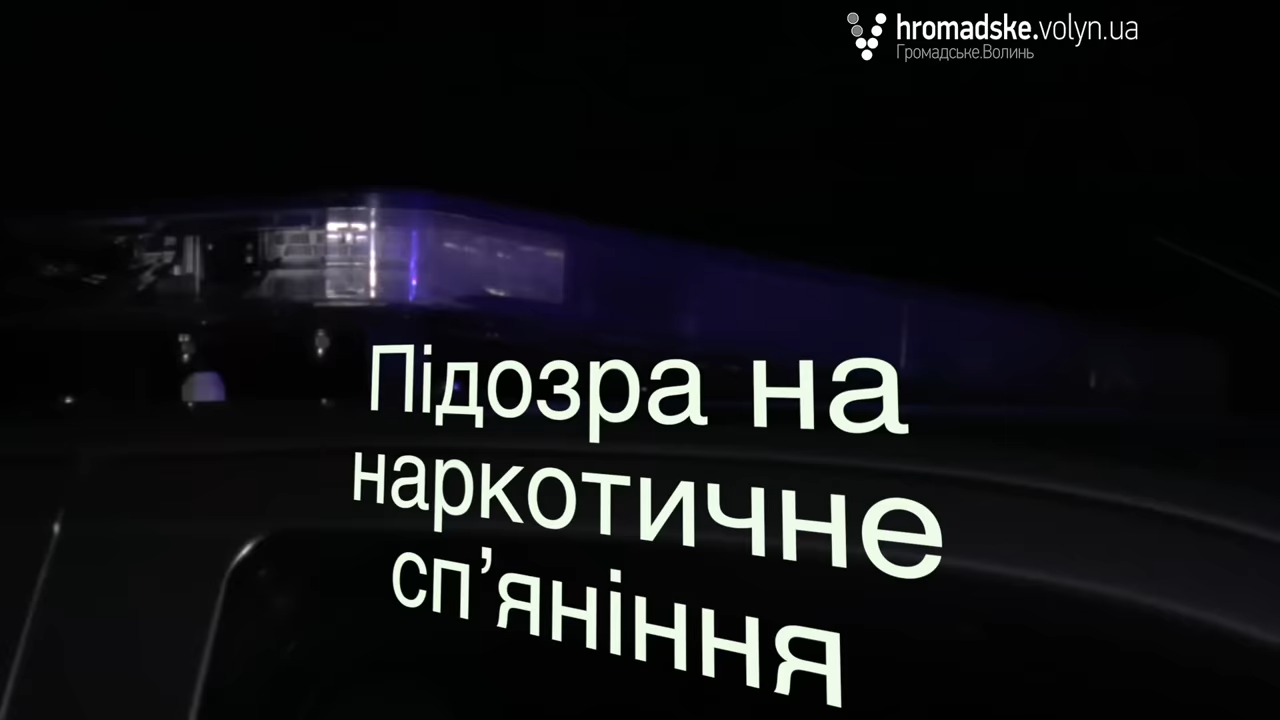 hromadske.volyn.ua
Громадське.Волинь
Підозра на
наркотичне
сп’яніння